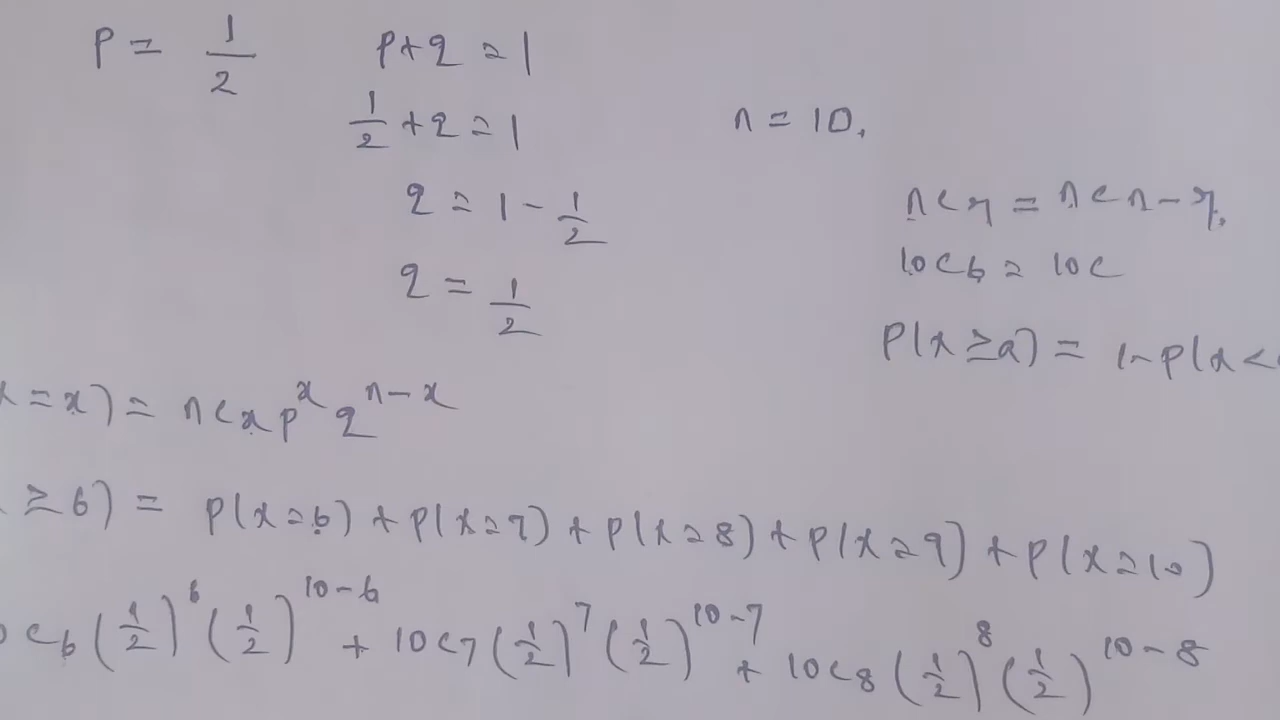 p = 1/2 p+q = 1
1/2 + q = 1 n = 10,
q = 1 - 1/2 ncr = ncn-r,
10c6 = 10c
q = 1/2
P(x ≥ a) = 1-P(x <
x = x) = ncx p^x q^n-x
≥ 6) = P(x=6) + P(x=7) + P(x=8) + P(x=9) + P(x=10)
0c6 (1/2)^6 (1/2)^10-6 + 10c7 (1/2)^7 (1/2)^10-7 + 10c8 (1/2)^8 (1/2)^10-8